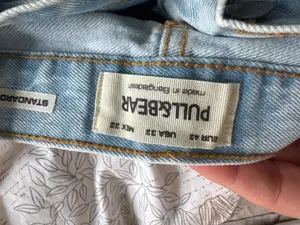 PULL&BEAR
made in Bangladesh
EUR 42 USA 32 MEX 32
STANDARD